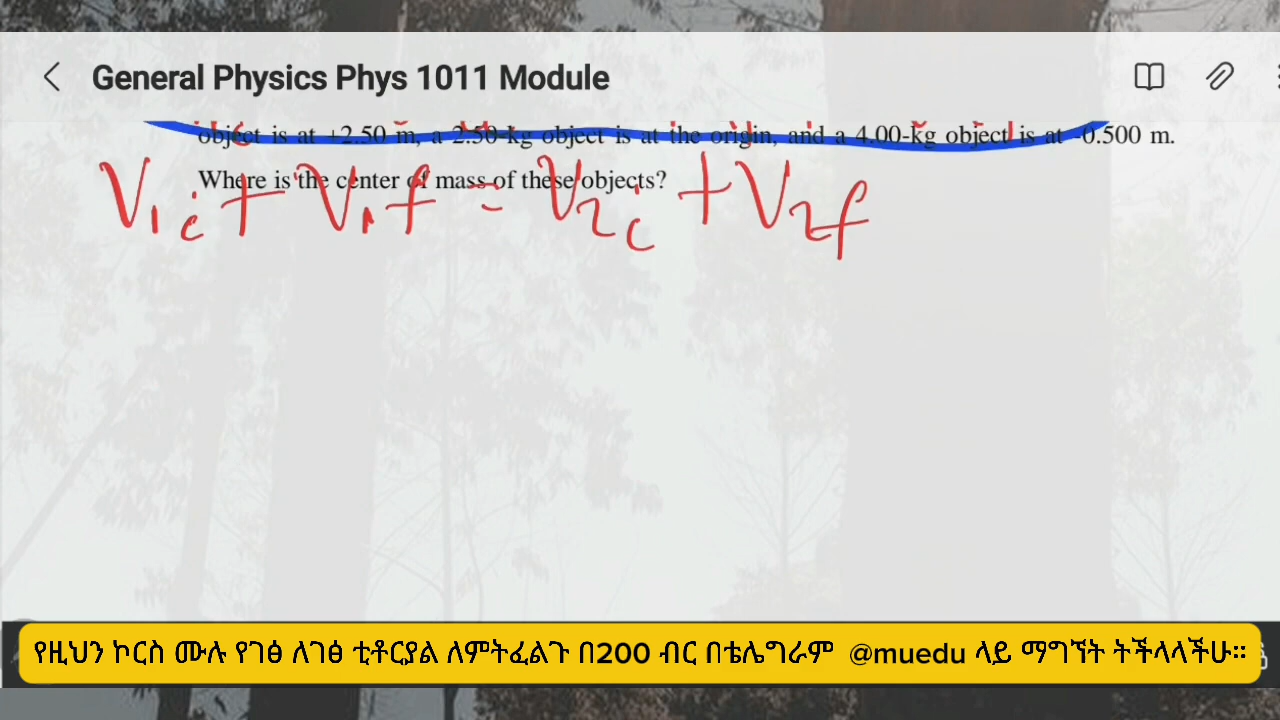 General Physics Phys 1011 Module
object is at +2.50 m, a 2.50-kg object is at the origin, and a 4.00-kg object is at -0.500 m.
Where is the center of mass of these objects?
V1i + V1f = V2i + V2f
የዚህን ኮርስ ሙሉ የገፅ ለገፅ ቲቶርያል ለምትፈልጉ በ200 ብር በቴሌግራም @muedu ላይ ማግኘት ትችላላችሁ።